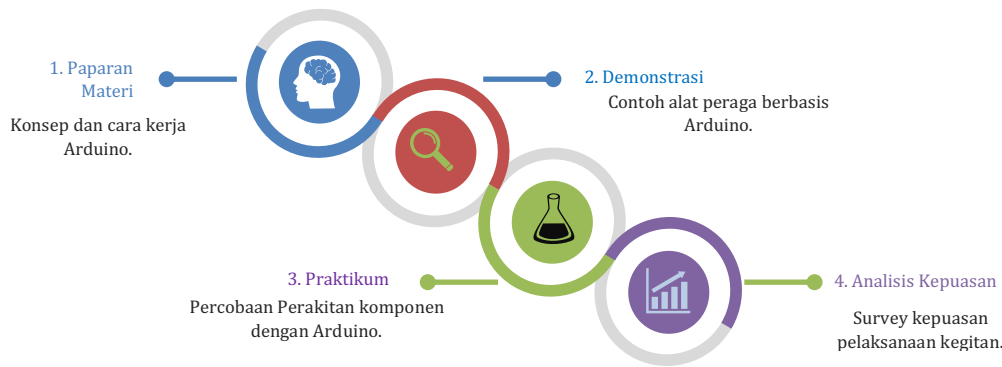 1. Paparan
Materi
Konsep dan cara kerja
Arduino.
2. Demonstrasi
Contoh alat peraga berbasis
Arduino.
3. Praktikum
Percobaan Perakitan komponen
dengan Arduino.
4. Analisis Kepuasan
Survey kepuasan
pelaksanaan kegitan.